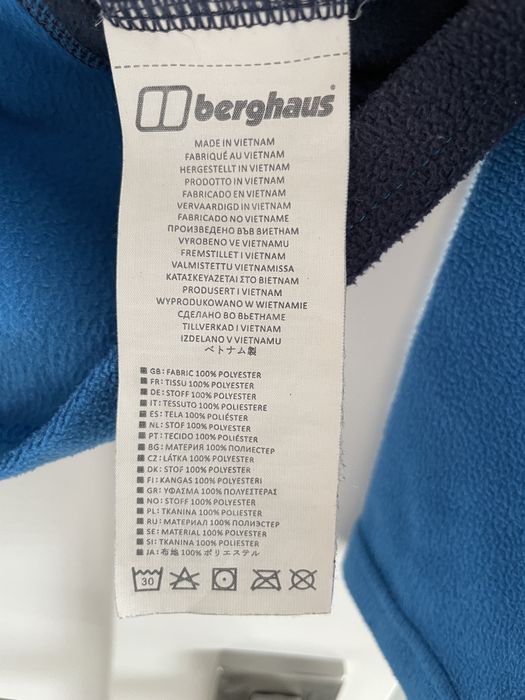 berghaus
MADE IN VIETNAM
FABRIQUÉ AU VIETNAM
HERGESTELLT IN VIETNAM
PRODOTTO IN VIETNAM
FABRICADO EN VIETNAM
VERVAARDIGD IN VIETNAM
FABRICADO NO VIETNAME
ПРОИЗВЕДЕНО ВЪВ ВИЕТНАМ
VYROBENO VE VIETNAMU
FREMSTILLET I VIETNAM
VALMISTETTU VIETNAMISSA
ΚΑΤΑΣΚΕΥΑΖΕΤΑΙ ΣΤΟ ΒΙΕΤΝΑΜ
PRODUSERT I VIETNAM
WYPRODUKOWANO W WIETNAMIE
СДЕЛАНО ВО ВЬЕТНАМЕ
TILLVERKAD I VIETNAM
IZDELANO V VIETNAMU
ベトナム製
GB: FABRIC 100% POLYESTER
FR: TISSU 100% POLYESTER
DE: STOFF 100% POLYESTER
IT: TESSUTO 100% POLIESTERE
ES: TELA 100% POLIÉSTER
NL: STOF 100% POLYESTER
PT: TECIDO 100% POLIÉSTER
BG: МАТЕРИЯ 100% ПОЛИЕСТЕР
CZ: LÁTKA 100% POLYESTER
DK: STOF 100% POLYESTER
FI: KANGAS 100% POLYESTERI
GR: ΥΦΑΣΜΑ 100% ΠΟΛΥΕΣΤΕΡΑΣ
NO: STOFF 100% POLYESTER
PL: TKANINA 100% POLIESTER
RU: МАТЕРИАЛ 100% ПОЛИЭСТЕР
SE: MATERIAL 100% POLYESTER
SI: TKANINA 100% POLIESTER
JA: 布地 100% ポリエステル
30